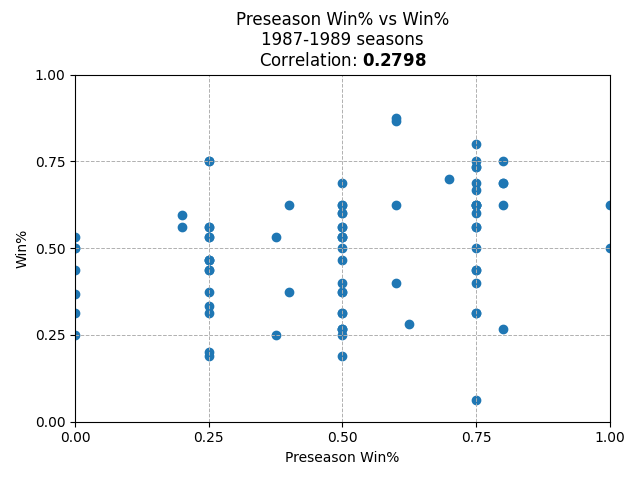 Preseason Win% vs Win%
1987-1989 seasons
Correlation: 0.2798
1.00
0.75
0.50
0.25
0.00
Win%
0.00 0.25 0.50 0.75 1.00
Preseason Win%